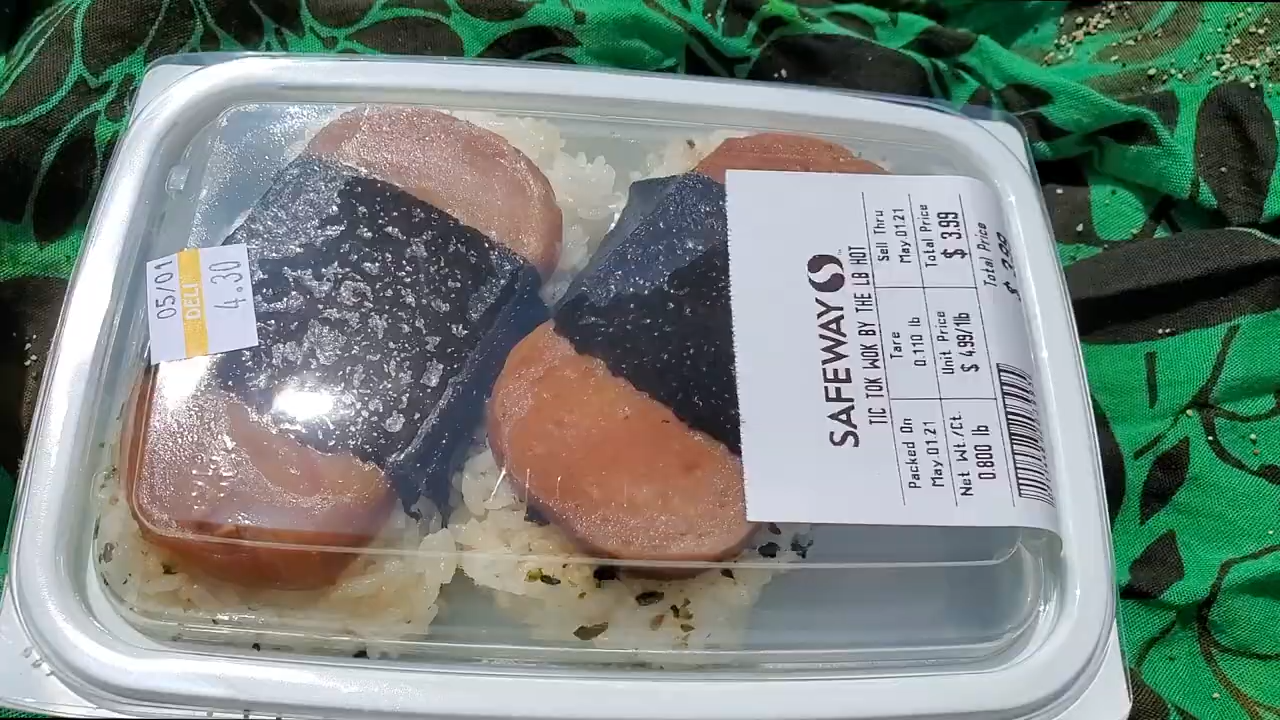 05/01
DELI
4.30
SAFEWAY
TIC TOK WOK BY THE LB HOT
Packed On
May.01.21
Tare
0.110 lb
Sell Thru
May.01.21
Net Wt./Ct.
0.800 lb
Unit Price
$ 4.99/lb
Total Price
$ 3.99
Total Price